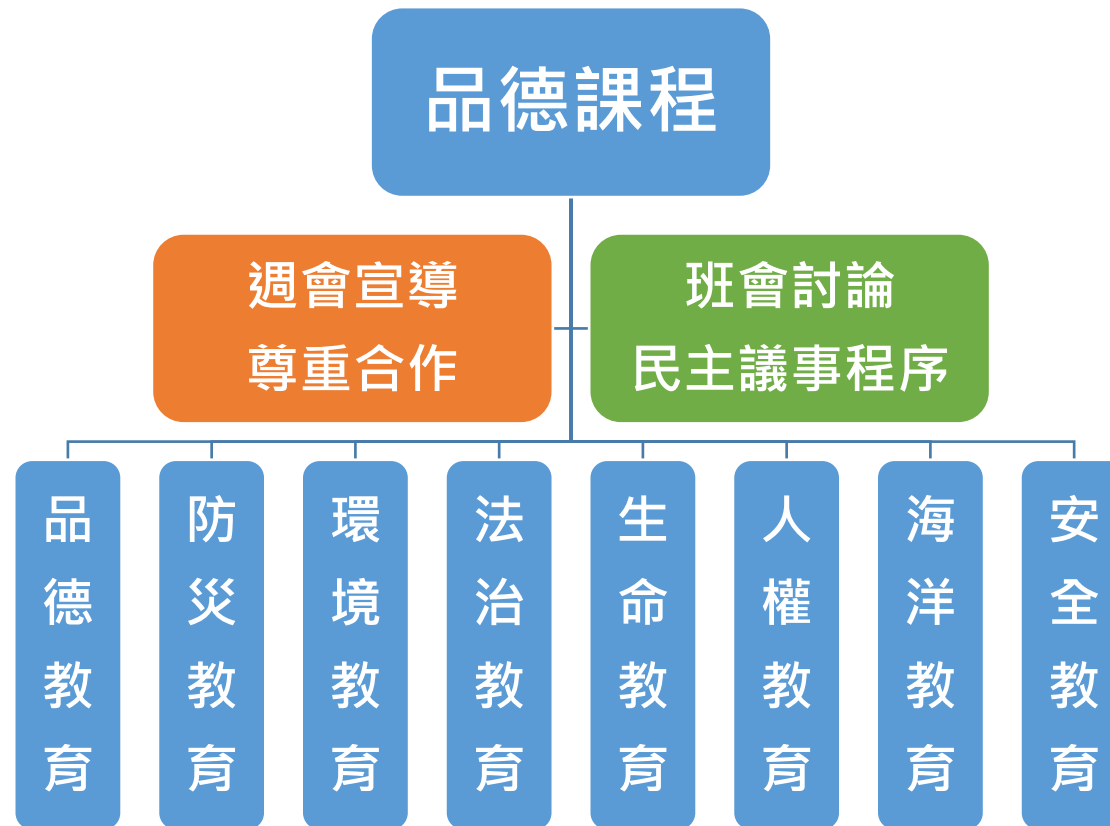 品德課程
週會宣導
尊重合作
班會討論
民主議事程序
品德教育
防災教育
環境教育
法治教育
生命教育
人權教育
海洋教育
安全教育